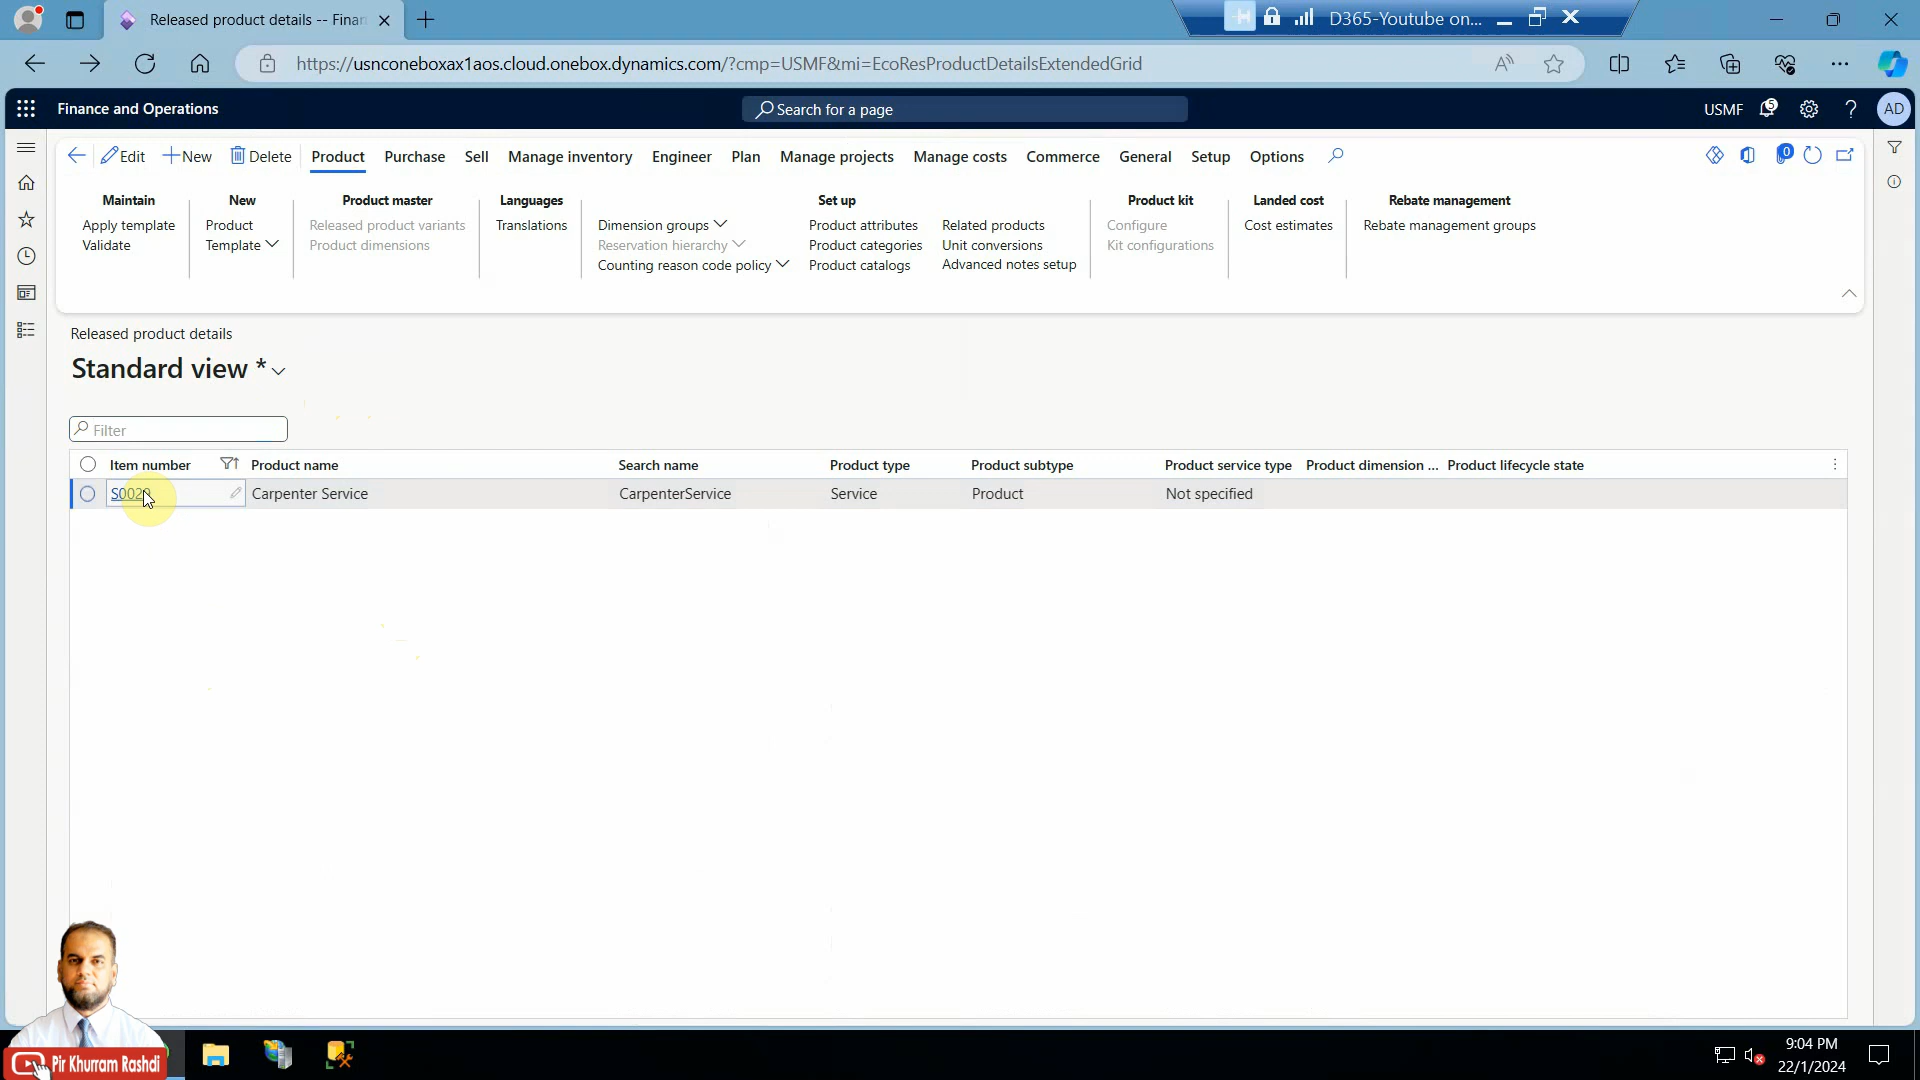 Released product details -- Finan
D365-Youtube on...
https://usnconeboxax1aos.cloud.onebox.dynamics.com/?cmp=USMF&mi=EcoResProductDetailsExtendedGrid
Finance and Operations
Search for a page
USMF
5
AD
Edit
New
Delete
Product
Purchase
Sell
Manage inventory
Engineer
Plan
Manage projects
Manage costs
Commerce
General
Setup
Options
0
Maintain
Apply template
Validate
New
Product
Template
Product master
Released product variants
Product dimensions
Languages
Translations
Set up
Dimension groups
Reservation hierarchy
Counting reason code policy
Product attributes
Product categories
Product catalogs
Related products
Unit conversions
Advanced notes setup
Product kit
Configure
Kit configurations
Landed cost
Cost estimates
Rebate management
Rebate management groups
Released product details
Standard view *
Filter
Item number Product name Search name Product type Product subtype Product service type Product dimension ... Product lifecycle state
Carpenter Service CarpenterService Service Product Not specified
Pir Khurram Rashdi
9:04 PM
22/1/2024